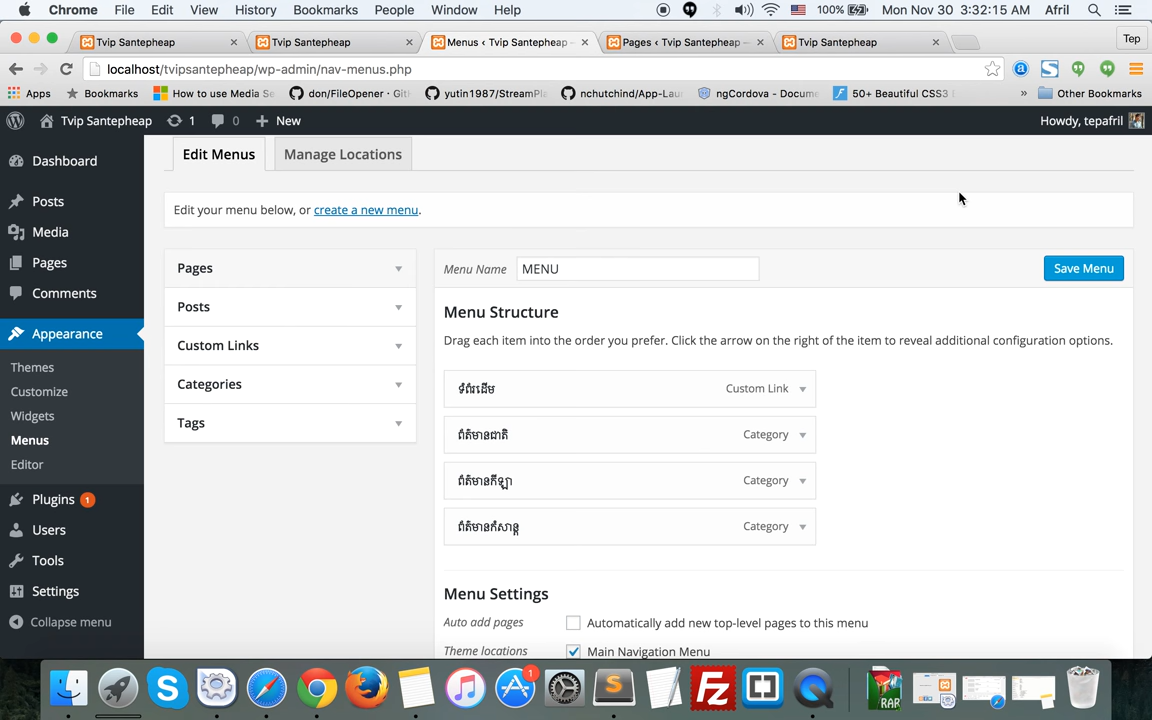 Chrome File Edit View History Bookmarks People Window Help 100% Mon Nov 30 3:32:15 AM Afril
Tvip Santepheap Tvip Santepheap Menus ‹ Tvip Santepheap – Pages ‹ Tvip Santepheap — Tvip Santepheap Tep
localhost/tvipsantepheap/wp-admin/nav-menus.php
Apps Bookmarks How to use Media Se don/FileOpener · Git yutin1987/StreamPla nchutchind/App-Lau ngCordova - Docume 50+ Beautiful CSS3 » Other Bookmarks
Tvip Santepheap 1 0 New Howdy, tepafril
Edit Menus Manage Locations
Edit your menu below, or create a new menu.
Dashboard
Posts
Media
Pages
Comments
Appearance
Themes
Customize
Widgets
Menus
Editor
Plugins 1
Users
Tools
Settings
Collapse menu
Pages
Posts
Custom Links
Categories
Tags
Menu Name MENU Save Menu
Menu Structure
Drag each item into the order you prefer. Click the arrow on the right of the item to reveal additional configuration options.
ទំព័រដើម Custom Link
ព័ត៌មានជាតិ Category
ព័ត៌មានកីឡា Category
ព័ត៌មានកំសាន្ត Category
Menu Settings
Auto add pages Automatically add new top-level pages to this menu
Theme locations Main Navigation Menu
1
RAR